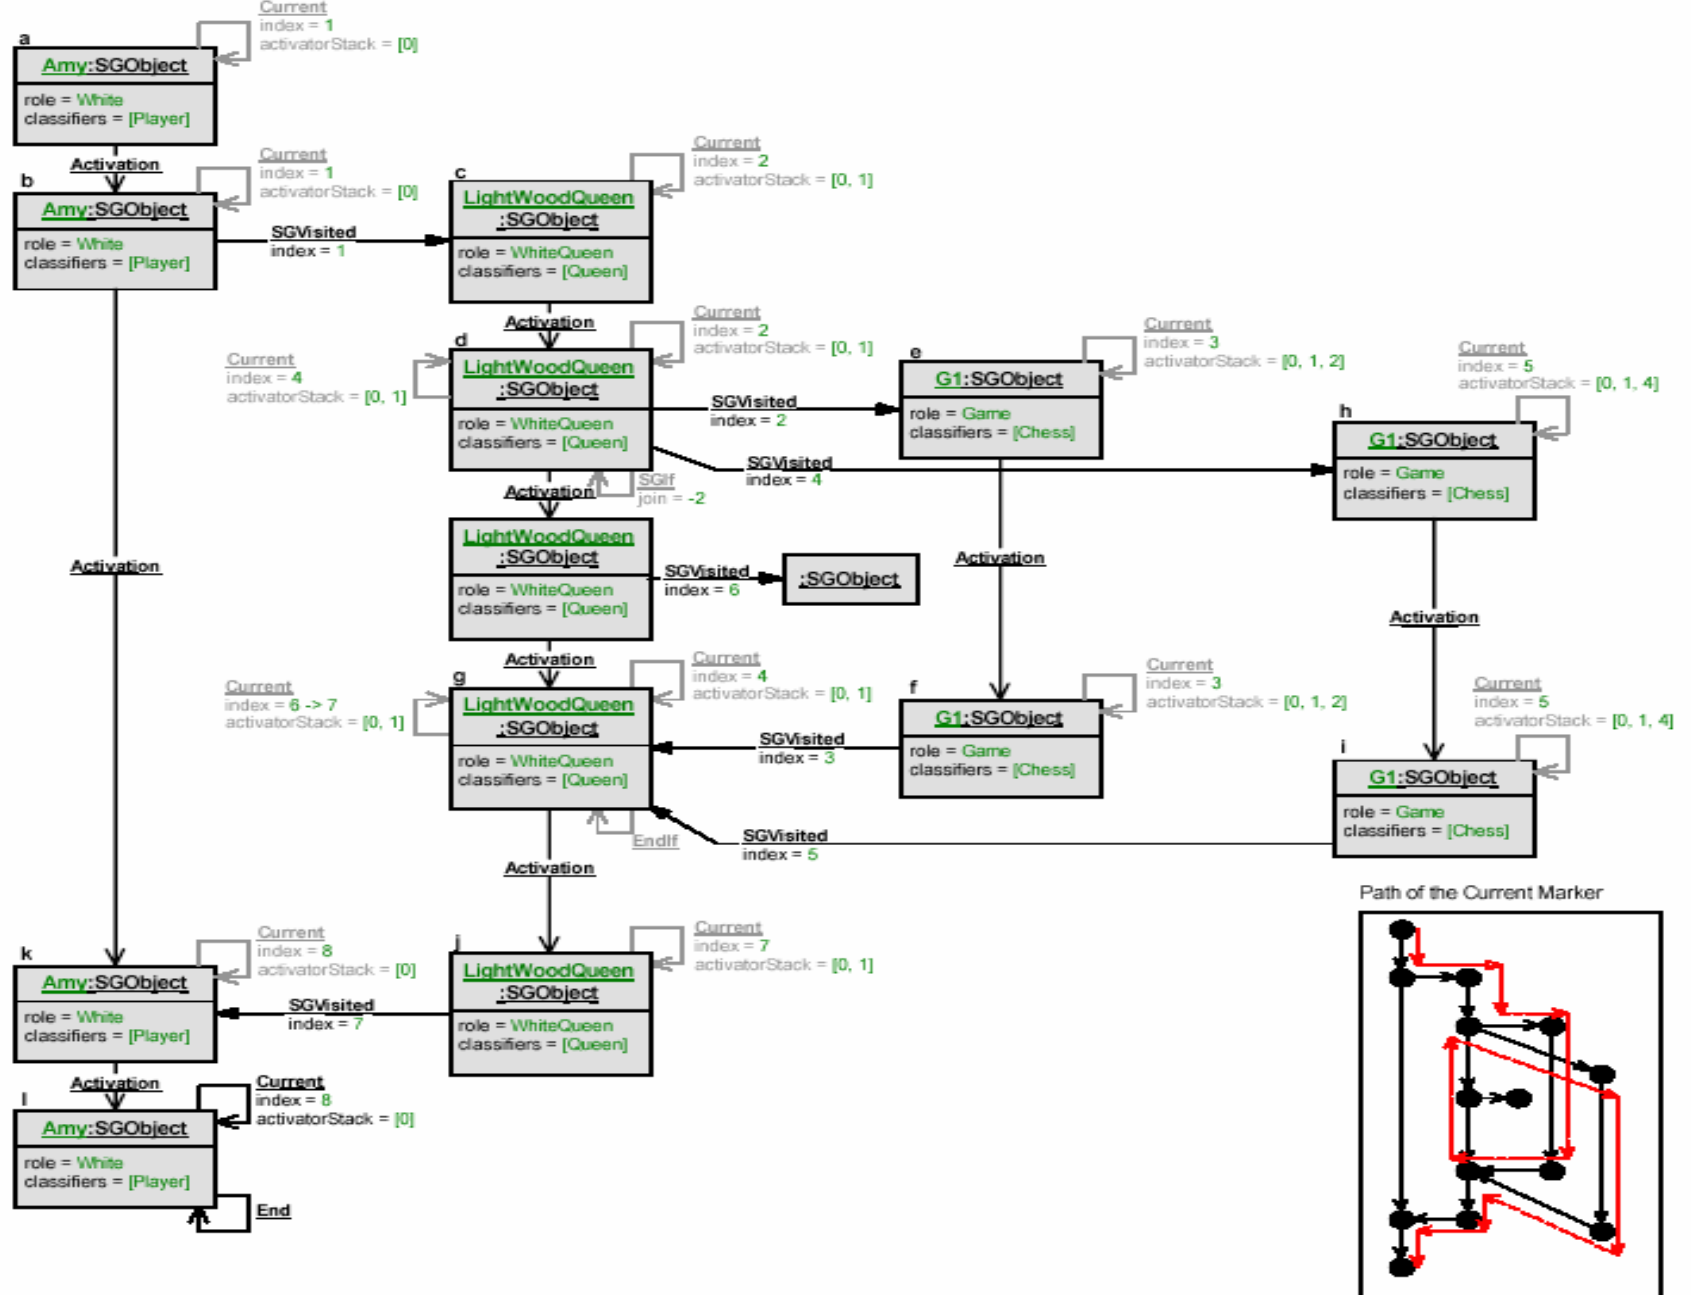 Current
index = 1
activatorStack = [0]
a
Amy:SGObject
role = White
classifiers = [Player]
Activation
Current
index = 1
activatorStack = [0]
b
Amy:SGObject
role = White
classifiers = [Player]
SGVisited
index = 1
Current
index = 2
activatorStack = [0, 1]
c
LightWoodQueen
:SGObject
role = WhiteQueen
classifiers = [Queen]
Activation
Current
index = 2
activatorStack = [0, 1]
d
Current
index = 4
activatorStack = [0, 1]
LightWoodQueen
:SGObject
role = WhiteQueen
classifiers = [Queen]
SGVisited
index = 2
Current
index = 3
activatorStack = [0, 1, 2]
e
G1:SGObject
role = Game
classifiers = [Chess]
Current
index = 5
activatorStack = [0, 1, 4]
h
G1:SGObject
role = Game
classifiers = [Chess]
SGVisited
index = 4
SGIf
join = -2
Activation
LightWoodQueen
:SGObject
role = WhiteQueen
classifiers = [Queen]
SGVisited
index = 6
:SGObject
Activation
Activation
Activation
Activation
Current
index = 4
activatorStack = [0, 1]
g
Current
index = 6 -> 7
activatorStack = [0, 1]
LightWoodQueen
:SGObject
role = WhiteQueen
classifiers = [Queen]
EndIf
SGVisited
index = 3
Current
index = 3
activatorStack = [0, 1, 2]
f
G1:SGObject
role = Game
classifiers = [Chess]
Current
index = 5
activatorStack = [0, 1, 4]
i
G1:SGObject
role = Game
classifiers = [Chess]
SGVisited
index = 5
Activation
Current
index = 8
activatorStack = [0]
k
Amy:SGObject
role = White
classifiers = [Player]
SGVisited
index = 7
Current
index = 7
activatorStack = [0, 1]
j
LightWoodQueen
:SGObject
role = WhiteQueen
classifiers = [Queen]
Activation
Current
index = 8
activatorStack = [0]
l
Amy:SGObject
role = White
classifiers = [Player]
End
Path of the Current Marker